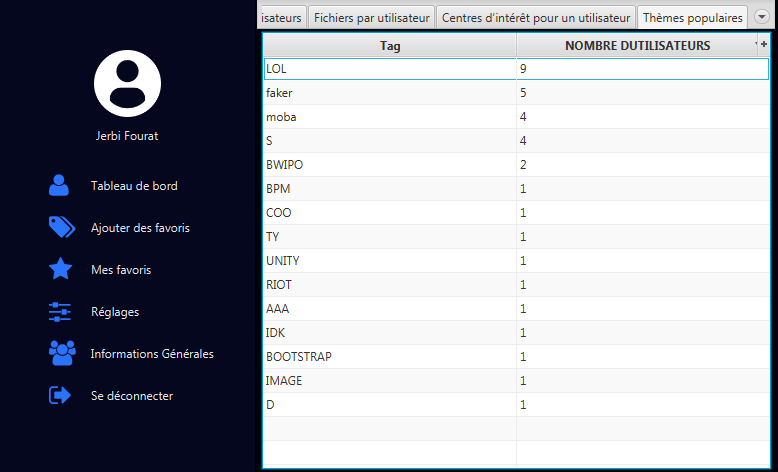 Jerbi Fourat
Tableau de bord
Ajouter des favoris
Mes favoris
Réglages
Informations Générales
Se déconnecter
isateurs Fichiers par utilisateur Centres d'intérêt pour un utilisateur Thèmes populaires
Tag NOMBRE DUTILISATEURS +
LOL 9
faker 5
moba 4
S 4
BWIPO 2
BPM 1
COO 1
TY 1
UNITY 1
RIOT 1
AAA 1
IDK 1
BOOTSTRAP 1
IMAGE 1
D 1